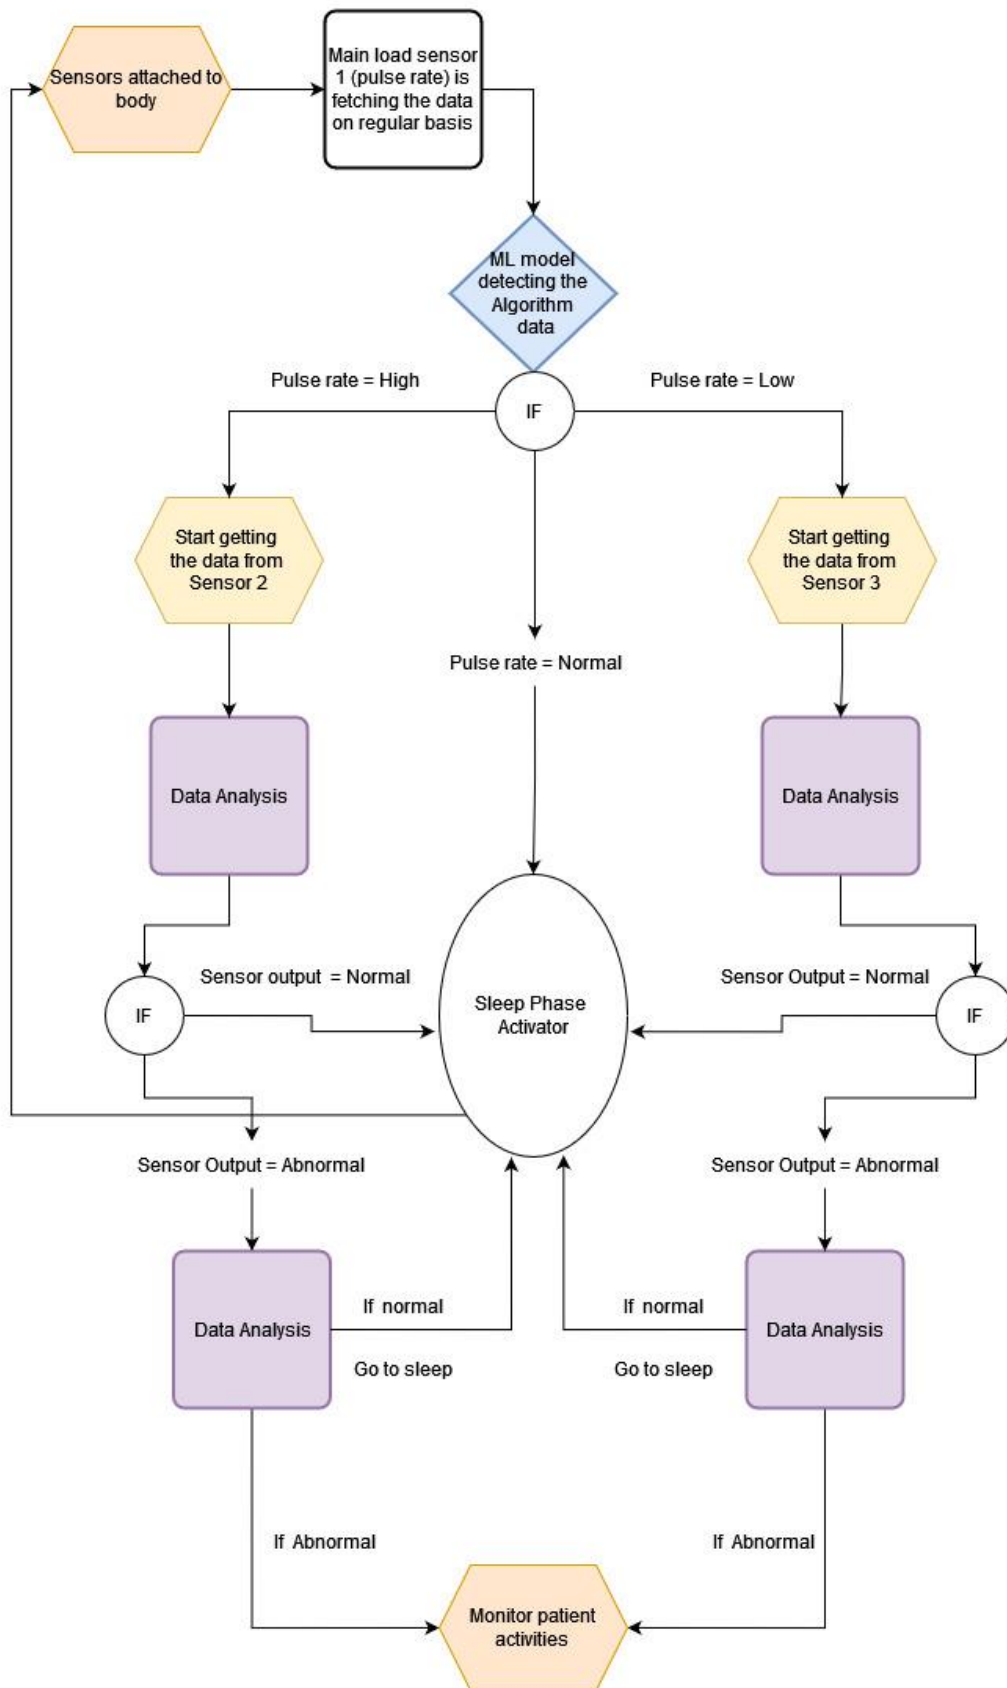 Sensors attached to
body
Main load sensor
1 (pulse rate) is
fetching the data
on regular basis
ML model
detecting the
Algorithm
data
Pulse rate = High
Pulse rate = Low
IF
Start getting
the data from
Sensor 2
Start getting
the data from
Sensor 3
Pulse rate = Normal
Data Analysis
Data Analysis
Sensor output = Normal
Sensor Output = Normal
IF
Sleep Phase
Activator
IF
Sensor Output = Abnormal
Sensor Output = Abnormal
Data Analysis
If normal
Go to sleep
If normal
Go to sleep
Data Analysis
If Abnormal
If Abnormal
Monitor patient
activities